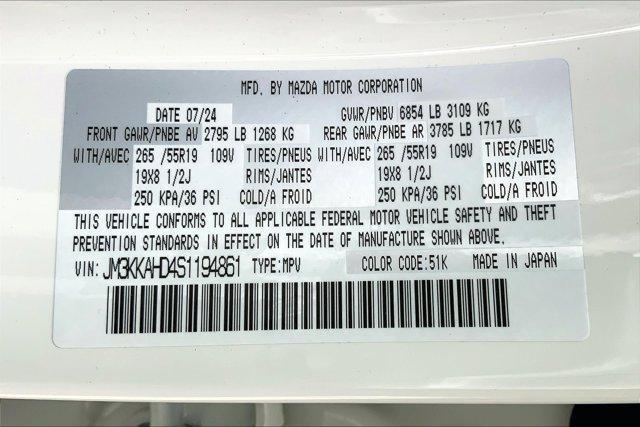 MFD. BY MAZDA MOTOR CORPORATION
DATE 07/24 GVWR/PNBV 6854 LB 3109 KG
FRONT GAWR/PNBE AV 2795 LB 1268 KG REAR GAWR/PNBE AR 3785 LB 1717 KG
WITH/AVEC 265 /55R19 109V TIRES/PNEUS WITH/AVEC 265 /55R19 109V TIRES/PNEUS
19X8 1/2J RIMS/JANTES 19X8 1/2J RIMS/JANTES
250 KPA/36 PSI COLD/A FROID 250 KPA/36 PSI COLD/A FROID
THIS VEHICLE CONFORMS TO ALL APPLICABLE FEDERAL MOTOR VEHICLE SAFETY AND THEFT
PREVENTION STANDARDS IN EFFECT ON THE DATE OF MANUFACTURE SHOWN ABOVE.
VIN: JM3KKAHD4S1194861 TYPE:MPV COLOR CODE:51K MADE IN JAPAN